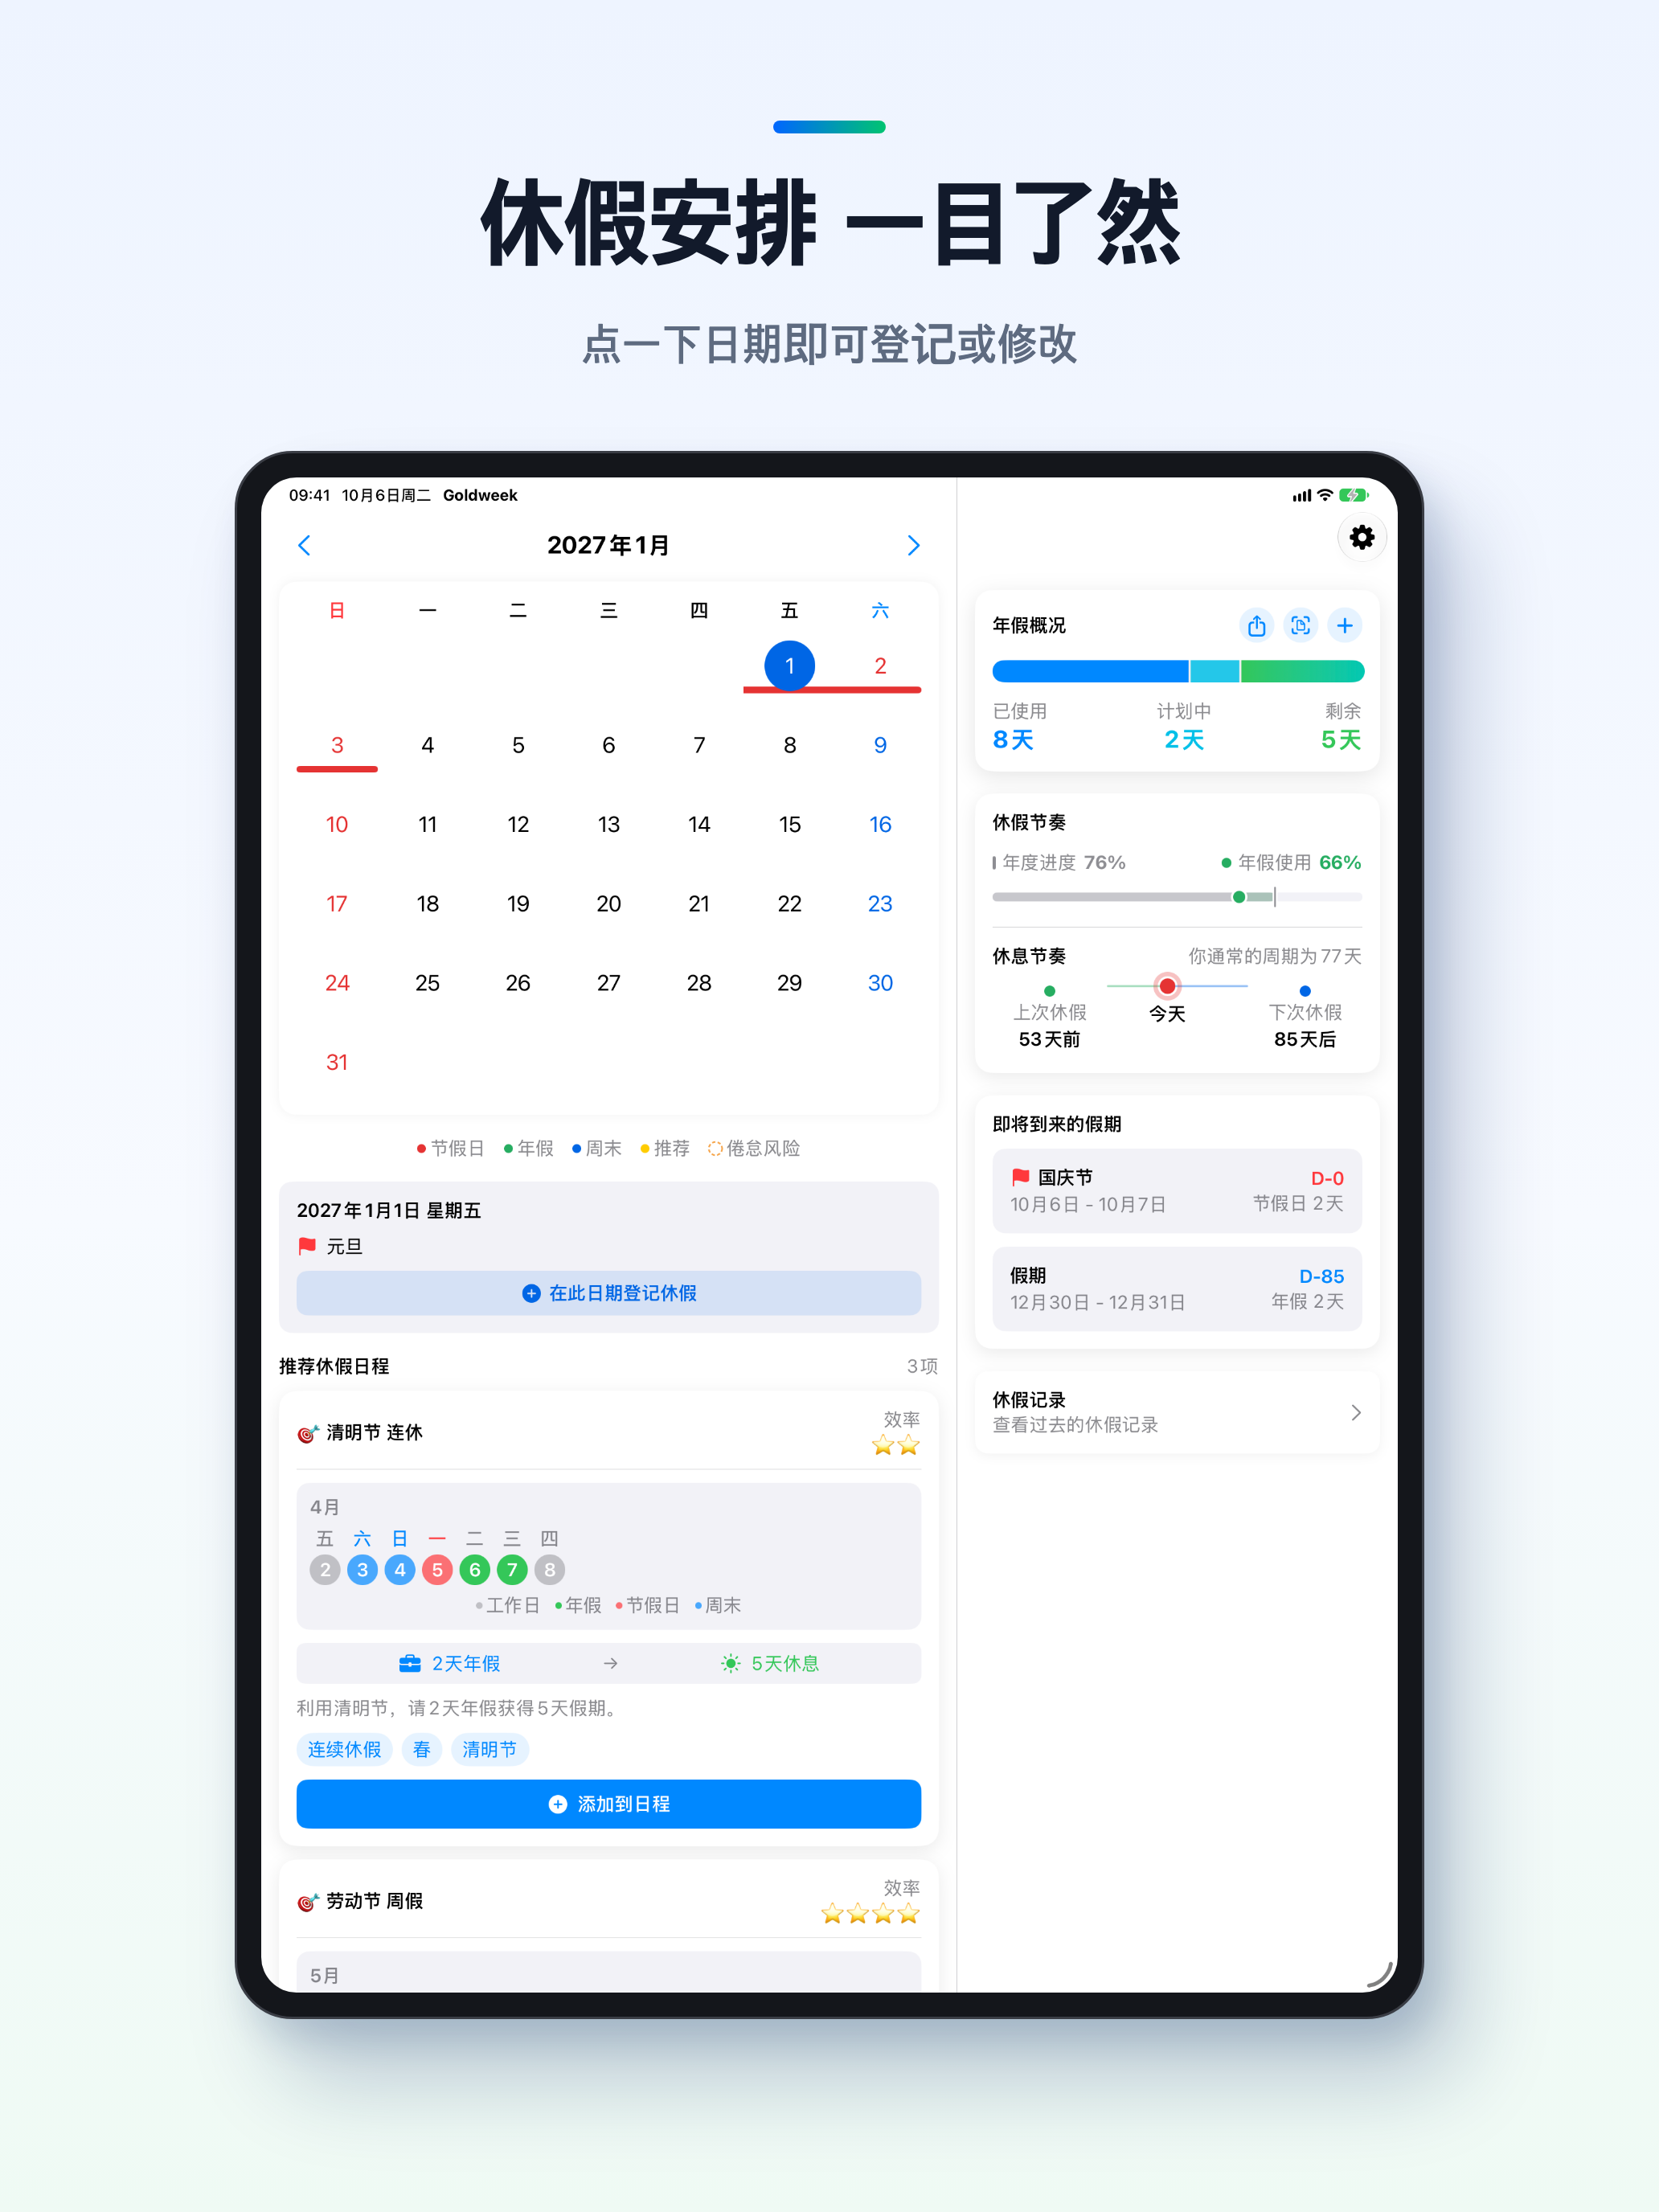 休假安排 一目了然
点一下日期即可登记或修改
09:41 10月6日周二 Goldweek
2027年1月
日 一 二 三 四 五 六
1 2
3 4 5 6 7 8 9
10 11 12 13 14 15 16
17 18 19 20 21 22 23
24 25 26 27 28 29 30
31
节假日 年假 周末 推荐 倦怠风险
2027年1月1日 星期五
元旦
在此日期登记休假
推荐休假日程 3项
清明节 连休 效率
4月
五 六 日 一 二 三 四
2 3 4 5 6 7 8
工作日 年假 节假日 周末
2天年假 → 5天休息
利用清明节，请2天年假获得5天假期。
连续休假 春 清明节
添加到日程
劳动节 周假 效率
5月
年假概况
已使用 计划中 剩余
8天 2天 5天
休假节奏
年度进度 76% 年假使用 66%
休息节奏 你通常的周期为77天
上次休假 今天 下次休假
53天前 85天后
即将到来的假期
国庆节 D-0
10月6日 - 10月7日 节假日 2天
假期 D-85
12月30日 - 12月31日 年假 2天
休假记录
查看过去的休假记录